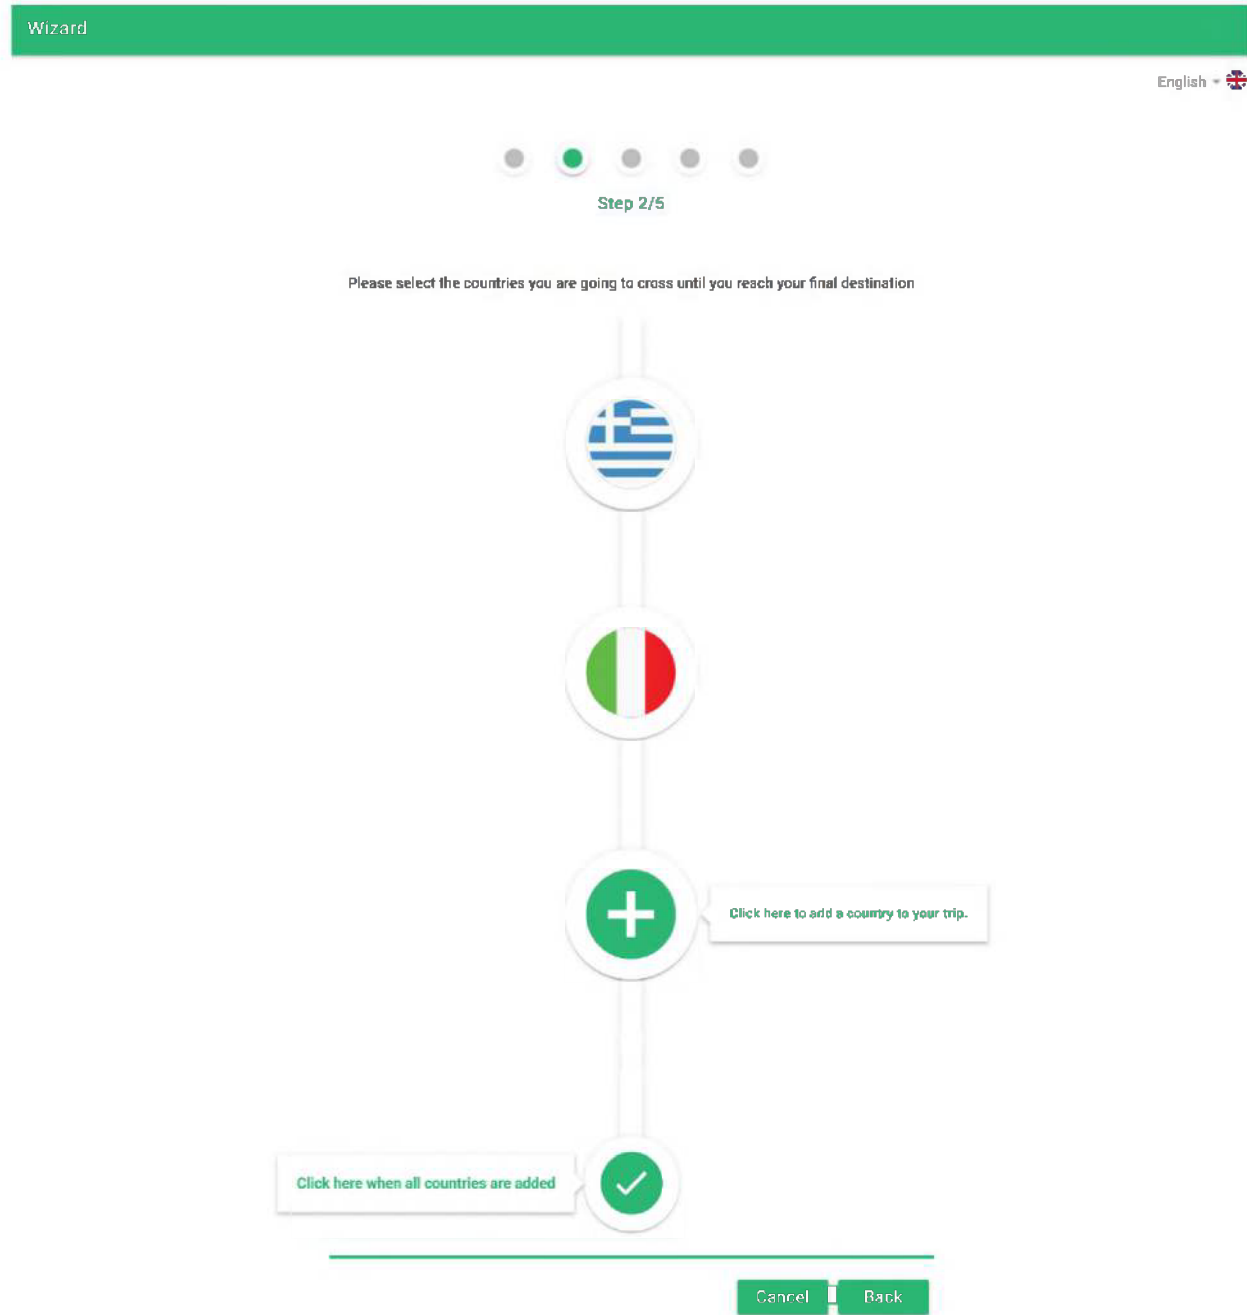 Wizard
English
Step 2/5
Please select the countries you are going to cross until you reach your final destination
Click here to add a country to your trip.
Click here when all countries are added
Cancel
Back